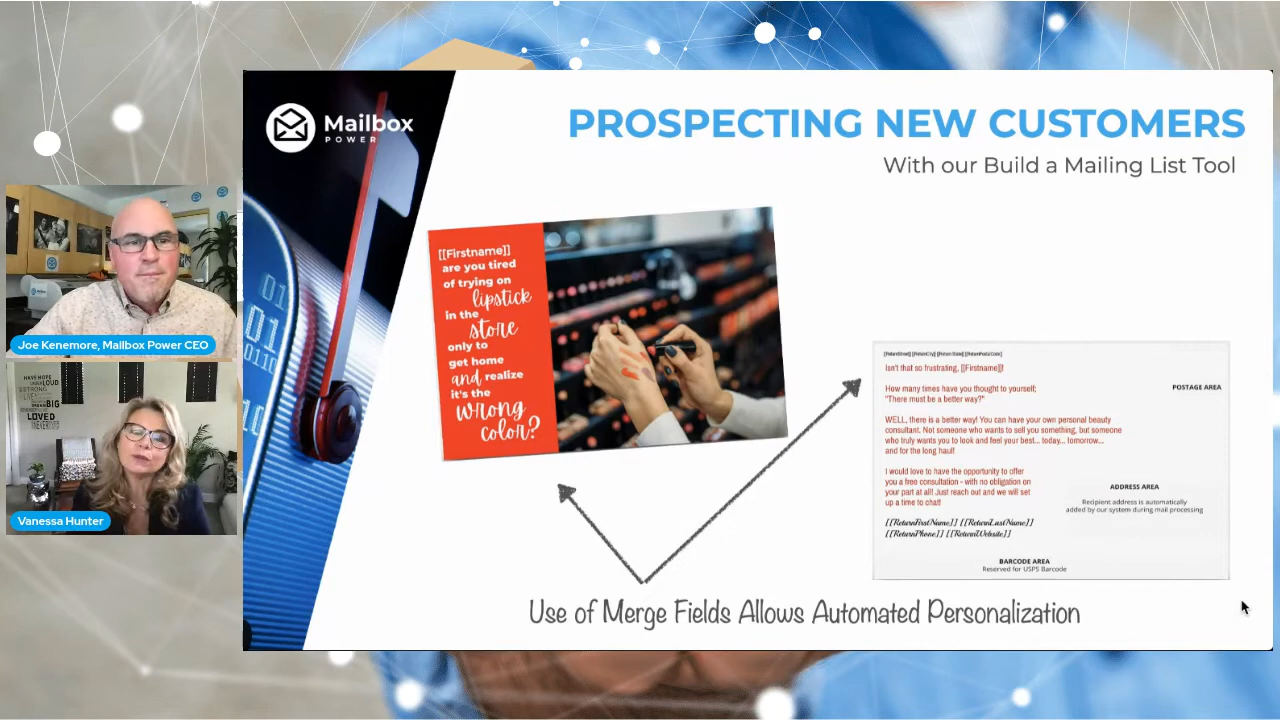 Mailbox
POWER
PROSPECTING NEW CUSTOMERS
With our Build a Mailing List Tool
[[Firstname]]
are you tired
of trying on
lipstick
in the
store
only to
get home
and realize
it's the
wrong
color?
[[ReturnStreet]] [[ReturnCity]] [[Return State]] [[ReturnPostalCode]]
Isn't that so frustrating, [[Firstname]]!
How many times have you thought to yourself;
"There must be a better way?"
WELL, there is a better way! You can have your own personal beauty
consultant. Not someone who wants to sell you something, but someone
who truly wants you to look and feel your best... today... tomorrow...
and for the long haul!
I would love to have the opportunity to offer
you a free consultation - with no obligation on
your part at all! Just reach out and we will set
up a time to chat!
[[ReturnFirstName]] [[ReturnLastName]]
[[ReturnPhone]] [[ReturnWebsite]]
POSTAGE AREA
ADDRESS AREA
Recipient address is automatically
added by our system during mail processing
BARCODE AREA
Reserved for USPS Barcode
Use of Merge Fields Allows Automated Personalization
Joe Kenemore, Mailbox Power CEO
Vanessa Hunter